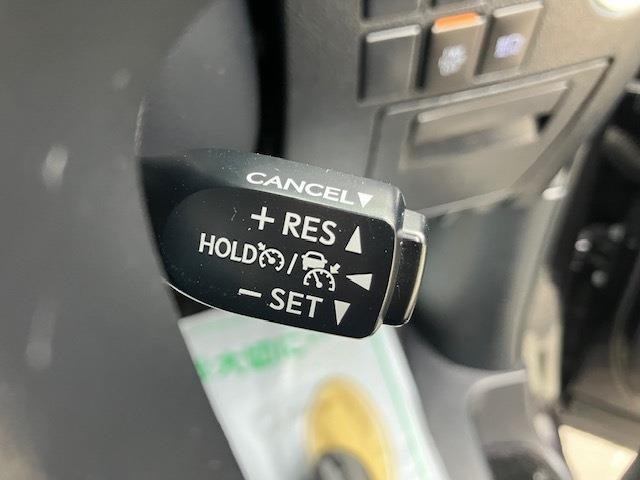 CANCEL▼
+ RES ▲
HOLD / ◀
− SET ▼